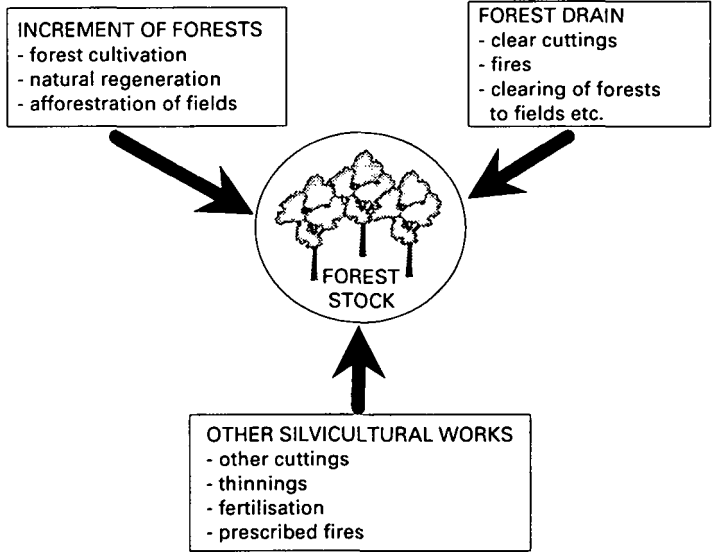 INCREMENT OF FORESTS
- forest cultivation
- natural regeneration
- afforestration of fields
FOREST DRAIN
- clear cuttings
- fires
- clearing of forests
to fields etc.
FOREST
STOCK
OTHER SILVICULTURAL WORKS
- other cuttings
- thinnings
- fertilisation
- prescribed fires